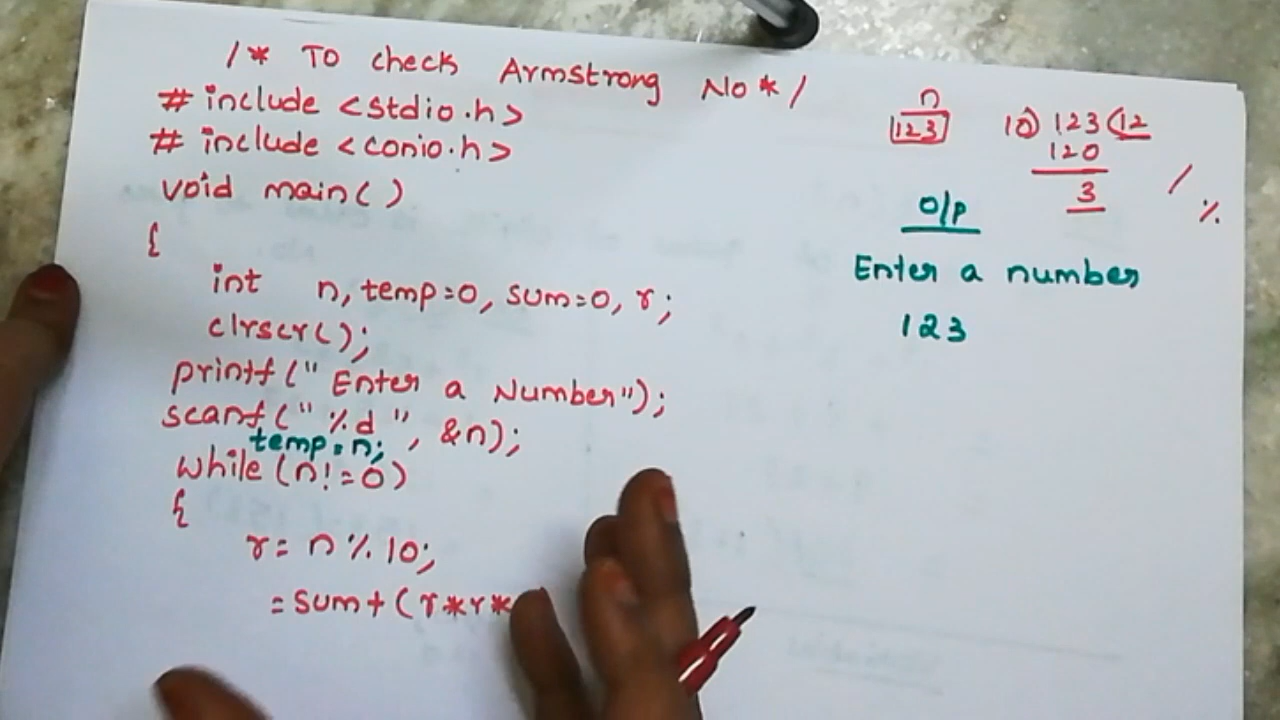 /* To check Armstrong No */
# include <stdio.h>
# include <conio.h>
void main( )
{
int n, temp=0, sum=0, r;
clrscr( );
printf (" Enter a Number");
scanf (" %d ", &n);
temp=n;
while (n!=0)
{
r= n % 10;
= sum+ (r*r*
n
123
10) 123 (12
120
3
/
%
O/P
Enter a number
123